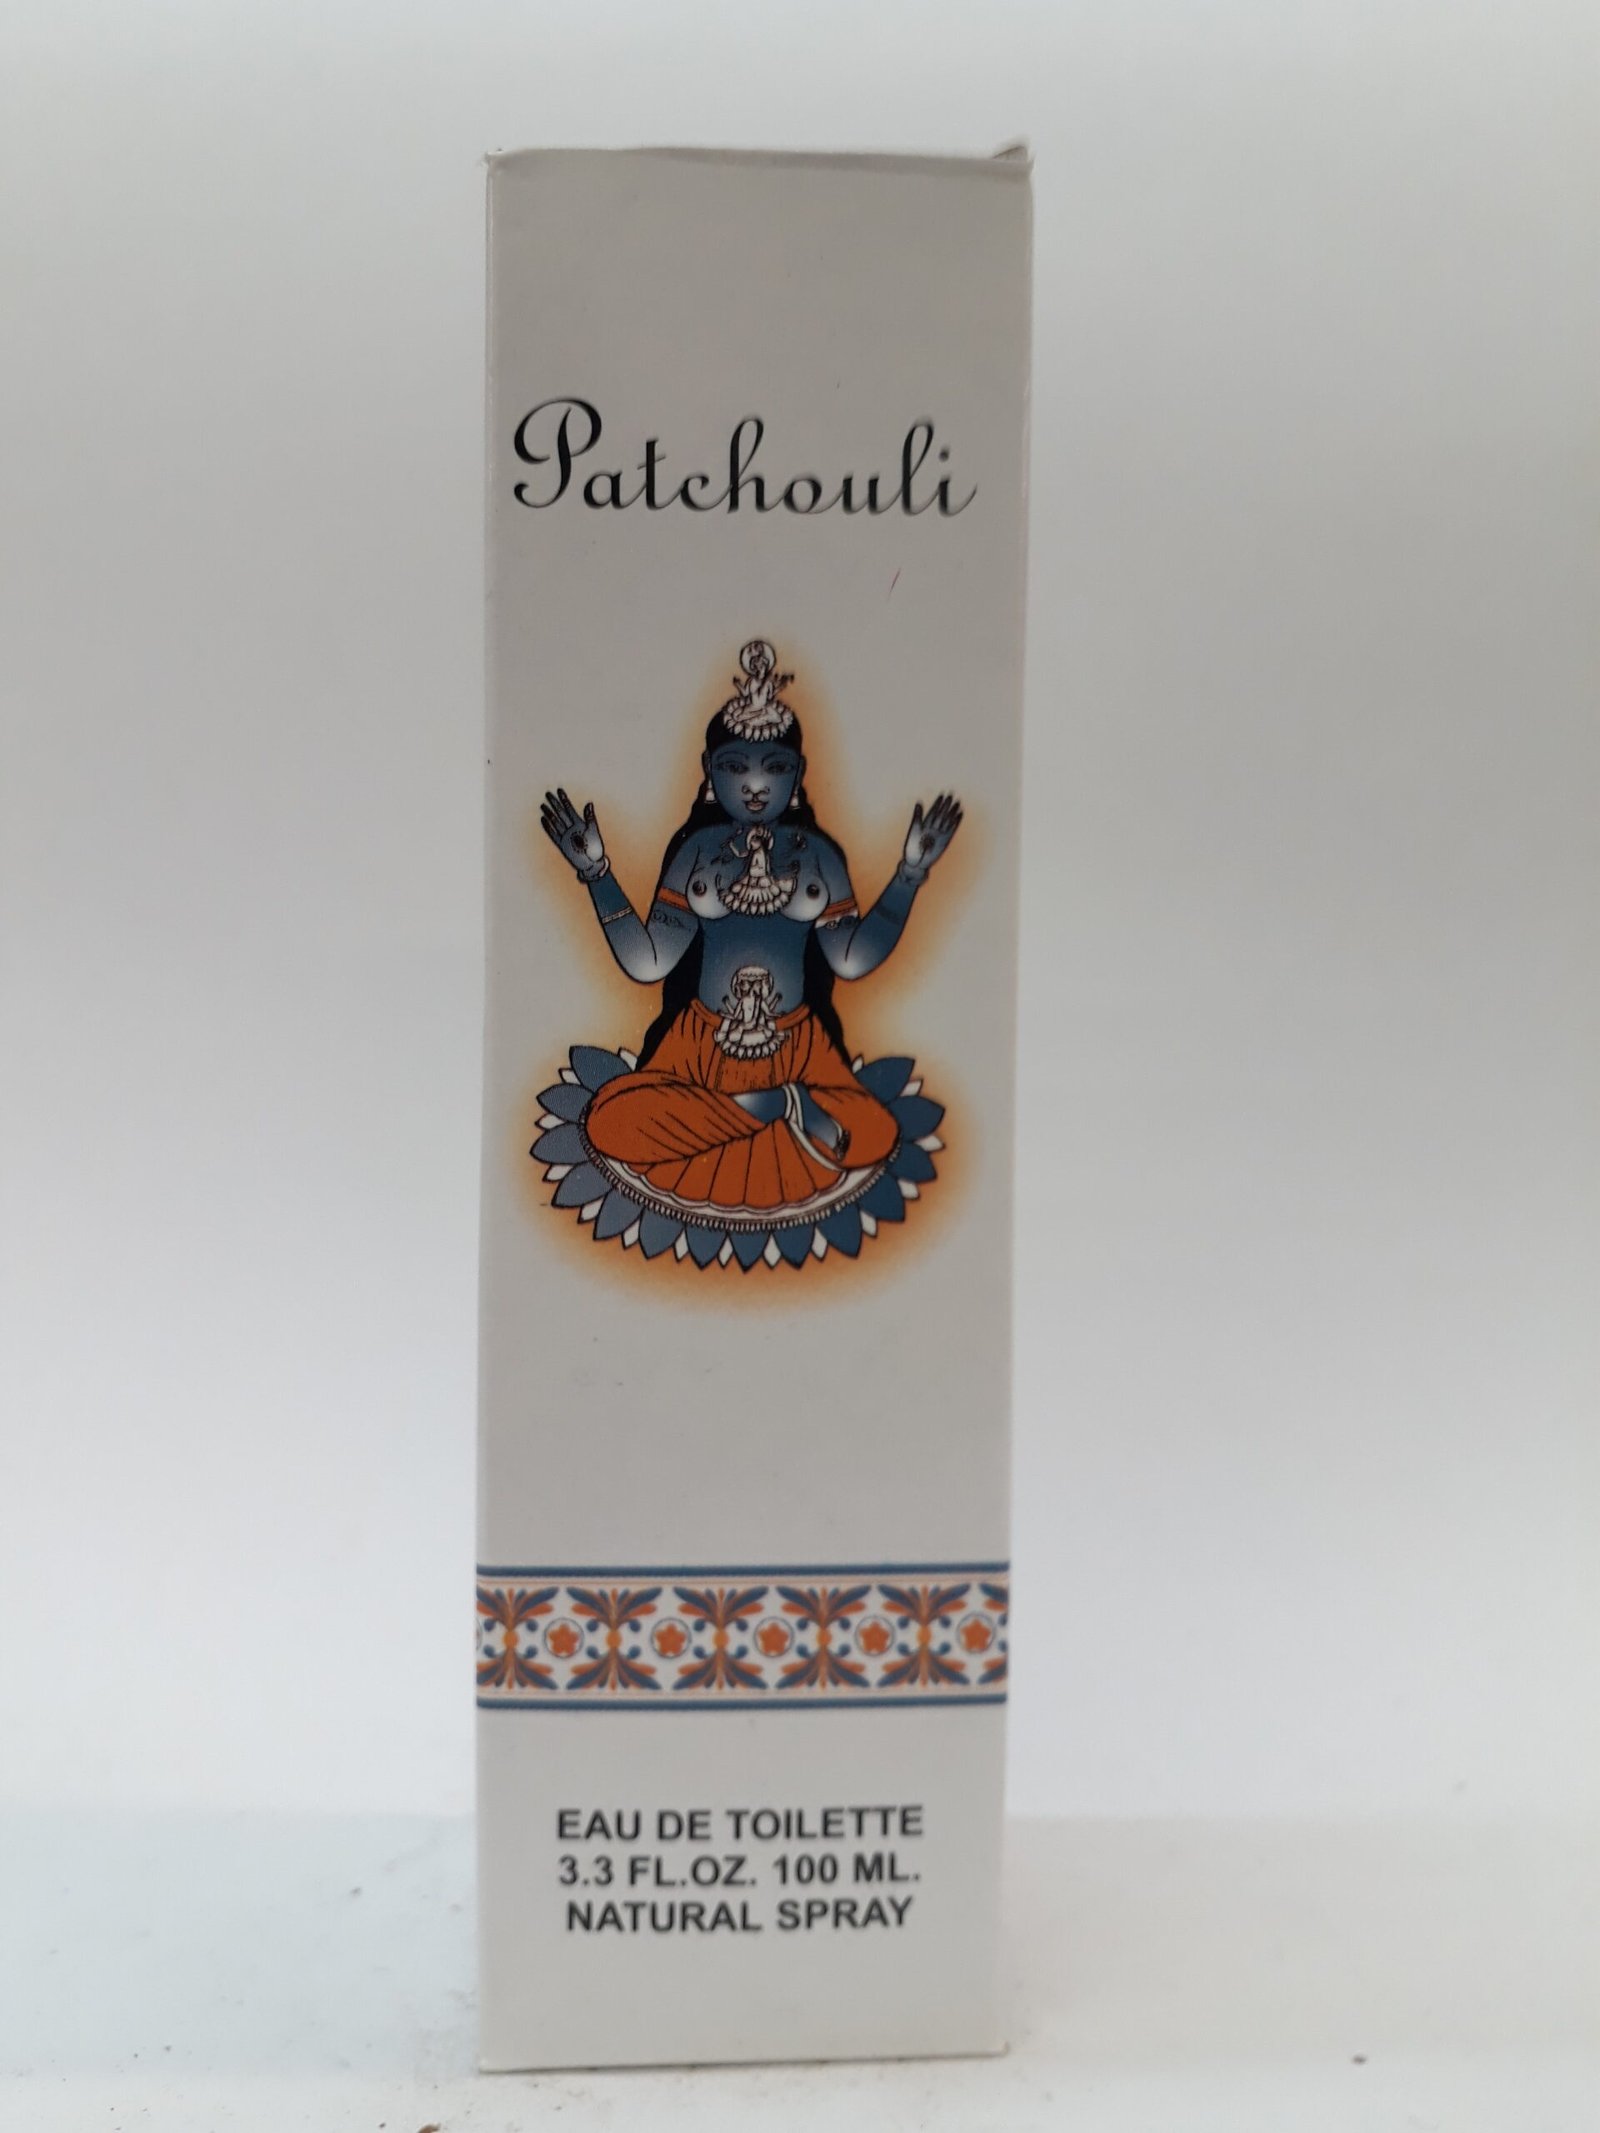 Patchouli
EAU DE TOILETTE
3.3 FL.OZ. 100 ML.
NATURAL SPRAY